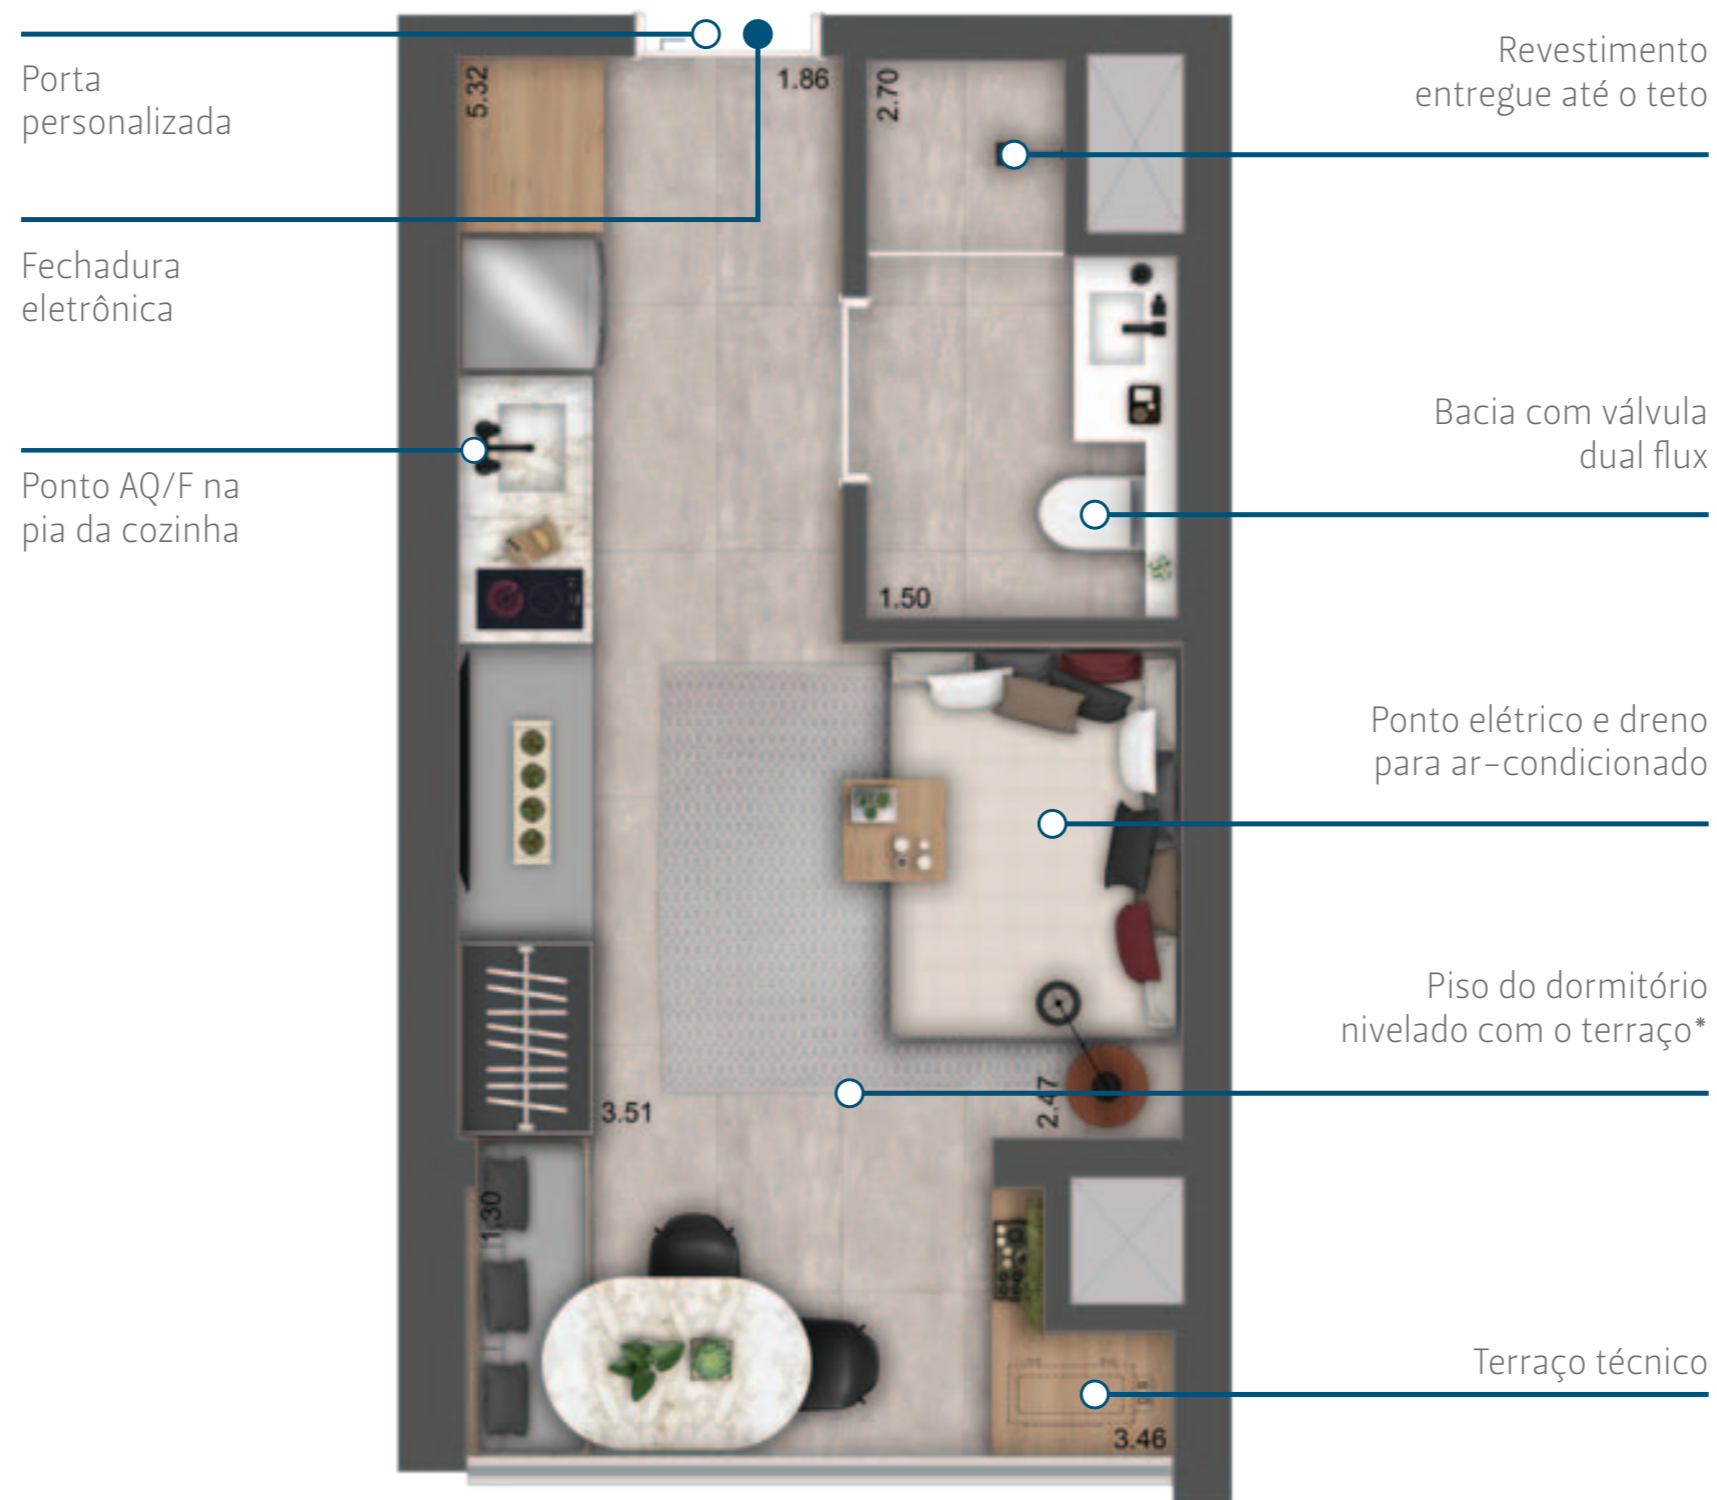 Porta
personalizada
Fechadura
eletrônica
Ponto AQ/F na
pia da cozinha
5.32
1.86
2.70
1.50
3.51
2.47
1.30
3.46
Revestimento
entregue até o teto
Bacia com válvula
dual flux
Ponto elétrico e dreno
para ar-condicionado
Piso do dormitório
nivelado com o terraço*
Terraço técnico